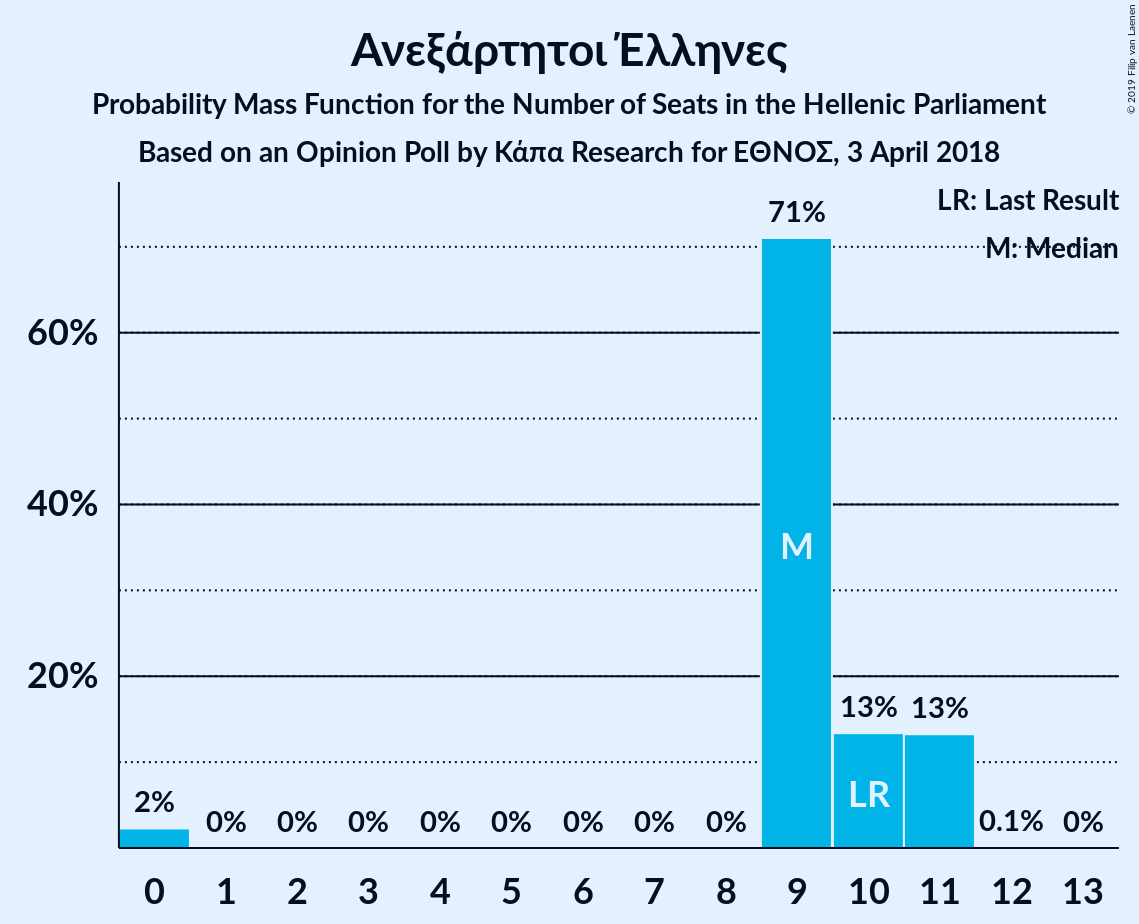 Ανεξάρτητοι Έλληνες
Probability Mass Function for the Number of Seats in the Hellenic Parliament
Based on an Opinion Poll by Κάπα Research for ΕΘΝΟΣ, 3 April 2018
© 2019 Filip van Laenen
LR: Last Result
M: Median
71%
60%
40%
M
20%
13% 13%
LR
2% 0% 0% 0% 0% 0% 0% 0% 0% 0.1% 0%
0 1 2 3 4 5 6 7 8 9 10 11 12 13